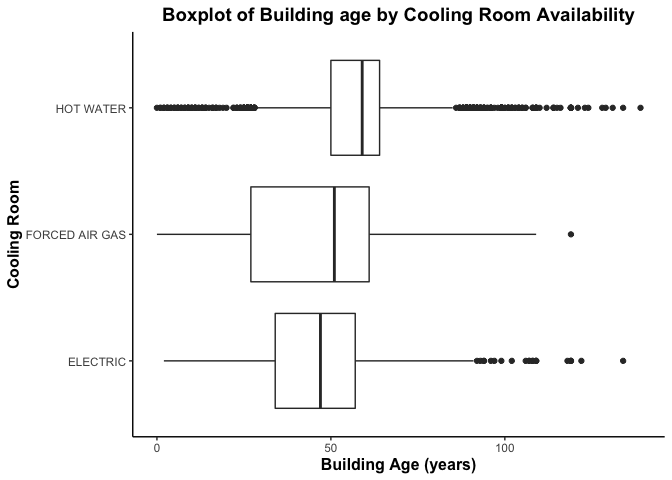 Boxplot of Building age by Cooling Room Availability
Cooling Room
HOT WATER
FORCED AIR GAS
ELECTRIC
0 50 100
Building Age (years)